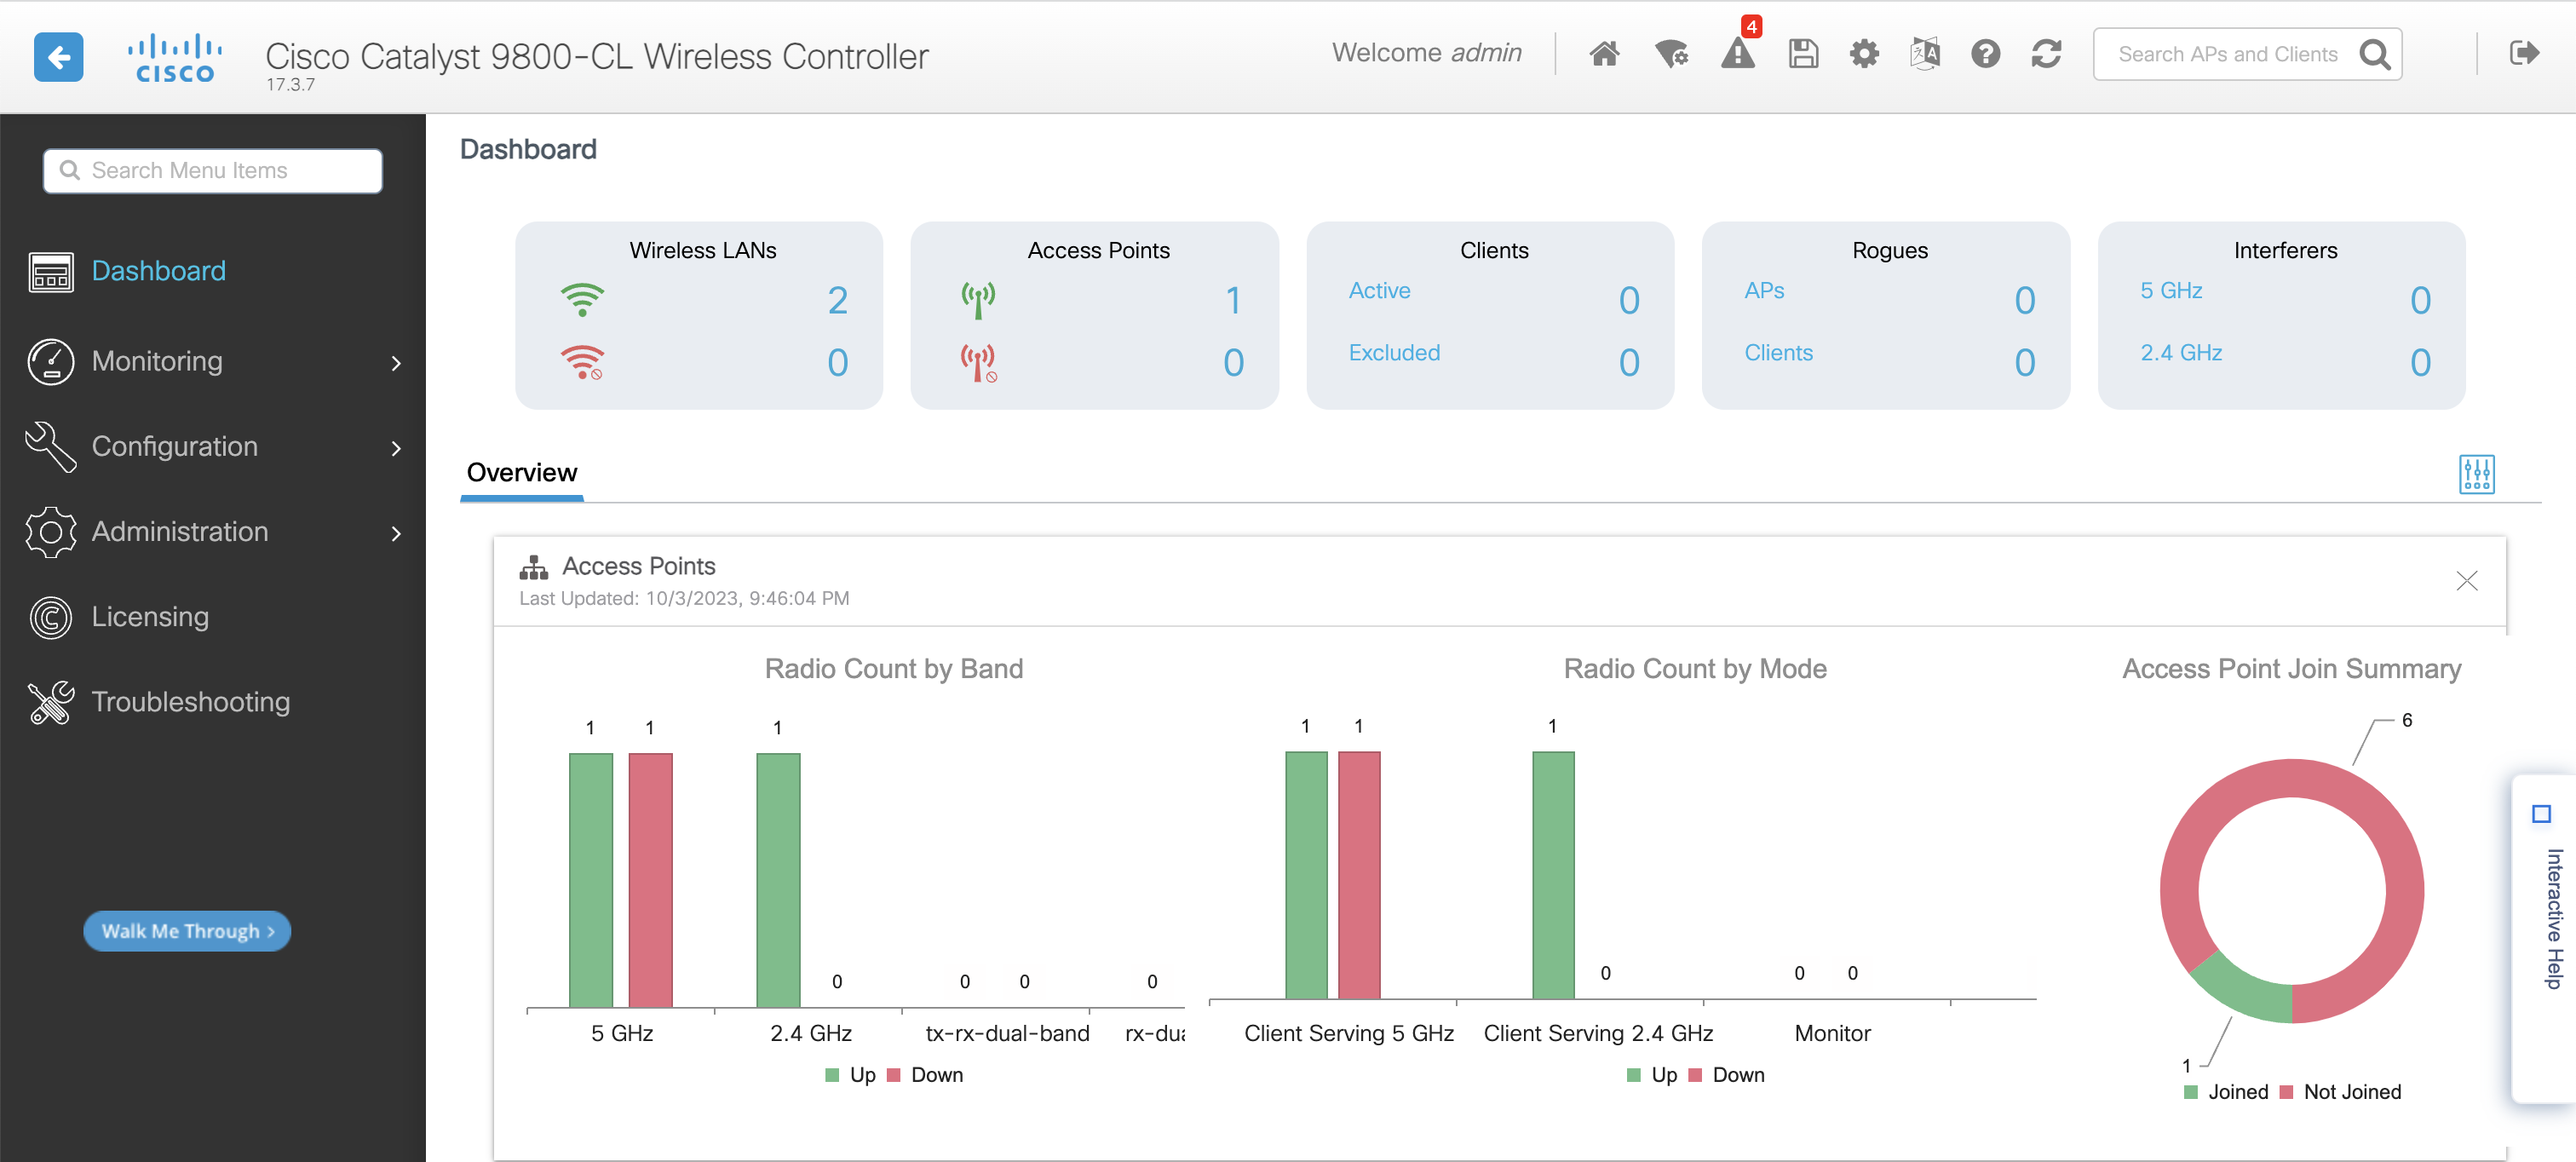 CISCO
Cisco Catalyst 9800-CL Wireless Controller
17.3.7
Welcome admin
4
Search APs and Clients
Search Menu Items
Dashboard
Monitoring
Configuration
Administration
Licensing
Troubleshooting
Walk Me Through >
Dashboard
Wireless LANs
2
0
Access Points
1
0
Clients
Active 0
Excluded 0
Rogues
APs 0
Clients 0
Interferers
5 GHz 0
2.4 GHz 0
Overview
Access Points
Last Updated: 10/3/2023, 9:46:04 PM
Radio Count by Band
1 1 1 0 0 0 0
5 GHz 2.4 GHz tx-rx-dual-band rx-dua
Up Down
Radio Count by Mode
1 1 1 0 0 0
Client Serving 5 GHz Client Serving 2.4 GHz Monitor
Up Down
Access Point Join Summary
6
1
Joined Not Joined
Interactive Help